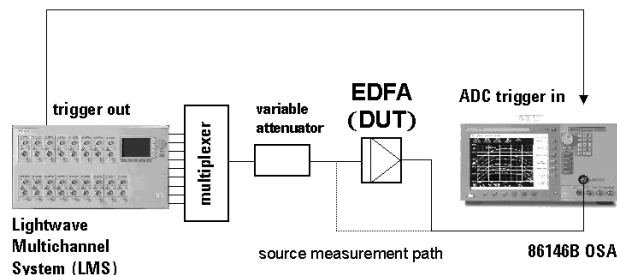 trigger out
multiplexer
variable
attenuator
EDFA
(DUT)
ADC trigger in
Lightwave
Multichannel
System (LMS)
source measurement path
86146B OSA